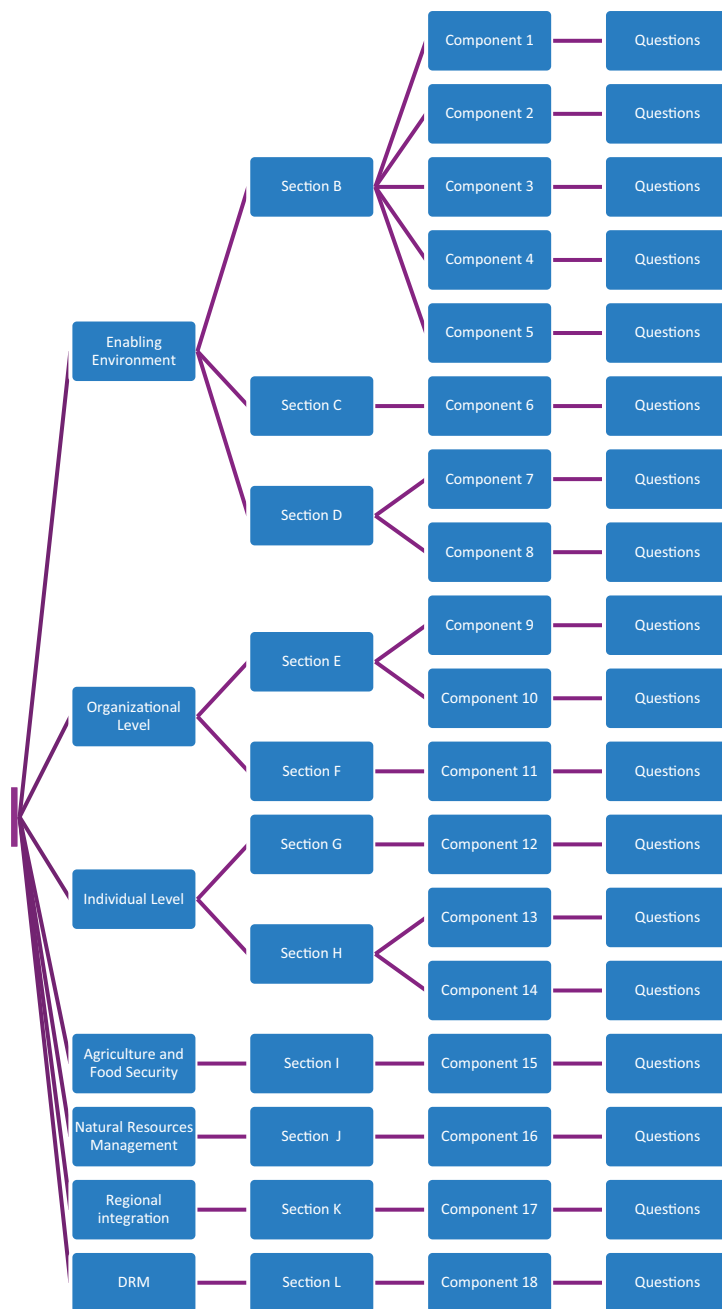 Component 1
Questions
Component 2
Questions
Section B
Component 3
Questions
Component 4
Questions
Component 5
Questions
Enabling
Environment
Section C
Component 6
Questions
Component 7
Questions
Section D
Component 8
Questions
Component 9
Questions
Section E
Component 10
Questions
Organizational
Level
Section F
Component 11
Questions
Section G
Component 12
Questions
Individual Level
Component 13
Questions
Section H
Component 14
Questions
Agriculture and
Food Security
Section I
Component 15
Questions
Natural Resources
Management
Section J
Component 16
Questions
Regional
integration
Section K
Component 17
Questions
DRM
Section L
Component 18
Questions